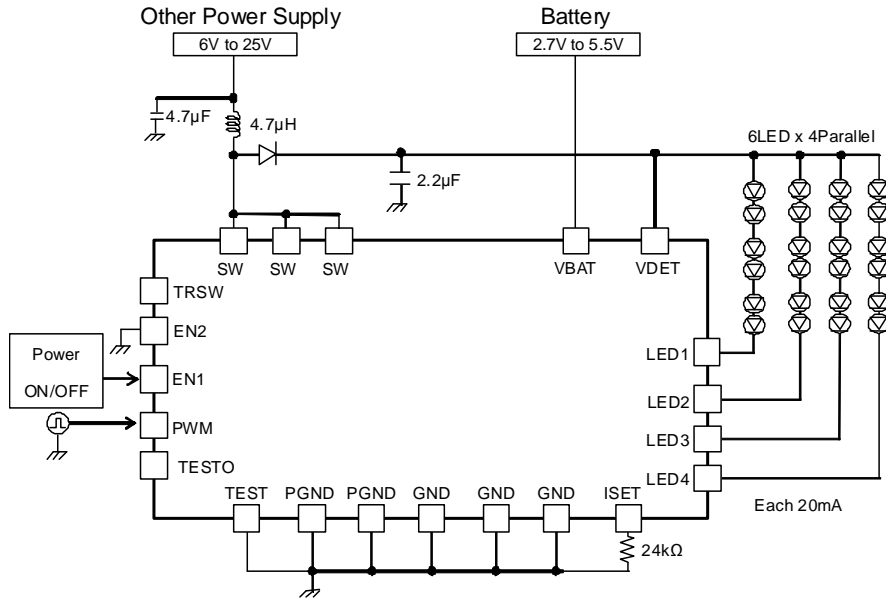 Other Power Supply
Battery
6V to 25V
2.7V to 5.5V
4.7µF
4.7µH
6LED x 4Parallel
2.2µF
SW
SW
SW
VBAT
VDET
TRSW
EN2
Power
ON/OFF
EN1
PWM
TESTO
LED1
LED2
LED3
LED4
TEST
PGND
PGND
GND
GND
GND
ISET
Each 20mA
24kΩ